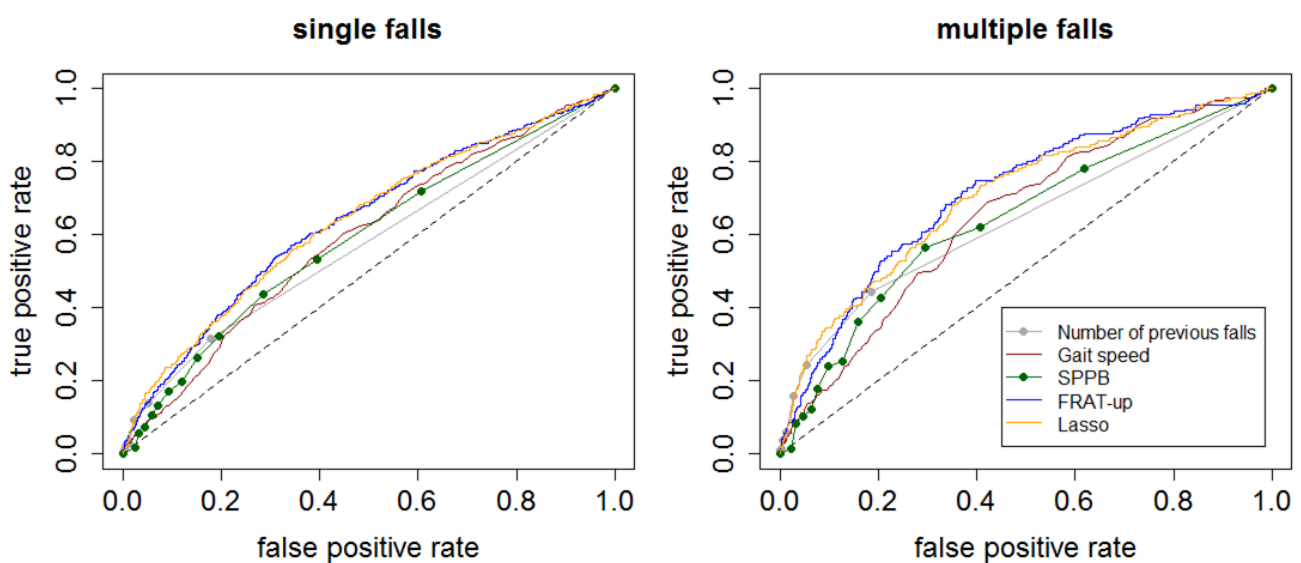 single falls
true positive rate
1.0
0.8
0.6
0.4
0.2
0.0
0.0 0.2 0.4 0.6 0.8 1.0
false positive rate
multiple falls
true positive rate
1.0
0.8
0.6
0.4
0.2
0.0
Number of previous falls
Gait speed
SPPB
FRAT-up
Lasso
0.0 0.2 0.4 0.6 0.8 1.0
false positive rate